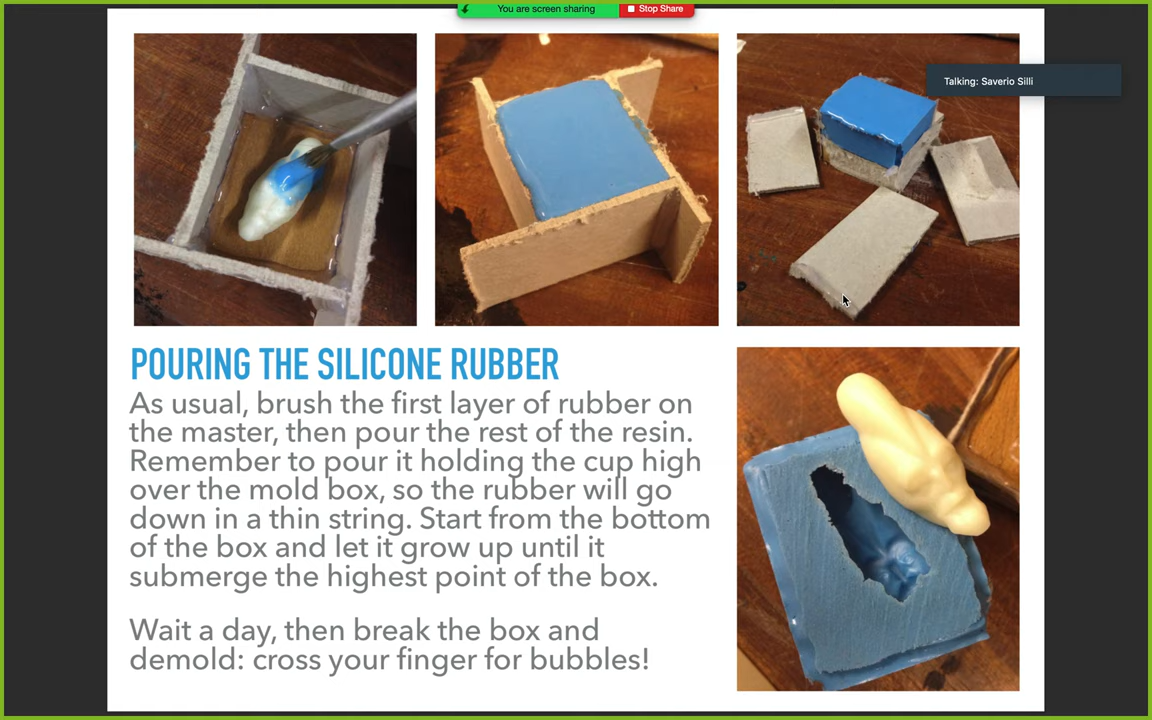 You are screen sharing
Stop Share
Talking: Saverio Silli
POURING THE SILICONE RUBBER
As usual, brush the first layer of rubber on
the master, then pour the rest of the resin.
Remember to pour it holding the cup high
over the mold box, so the rubber will go
down in a thin string. Start from the bottom
of the box and let it grow up until it
submerge the highest point of the box.
Wait a day, then break the box and
demold: cross your finger for bubbles!